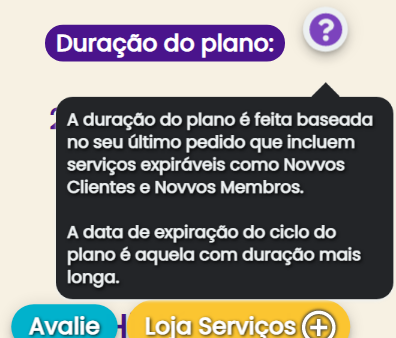 Duração do plano:
?
A duração do plano é feita baseada
no seu último pedido que incluem
serviços expiráveis como Novvos
Clientes e Novvos Membros.
A data de expiração do ciclo do
plano é aquela com duração mais
longa.
Avalie
Loja Serviços